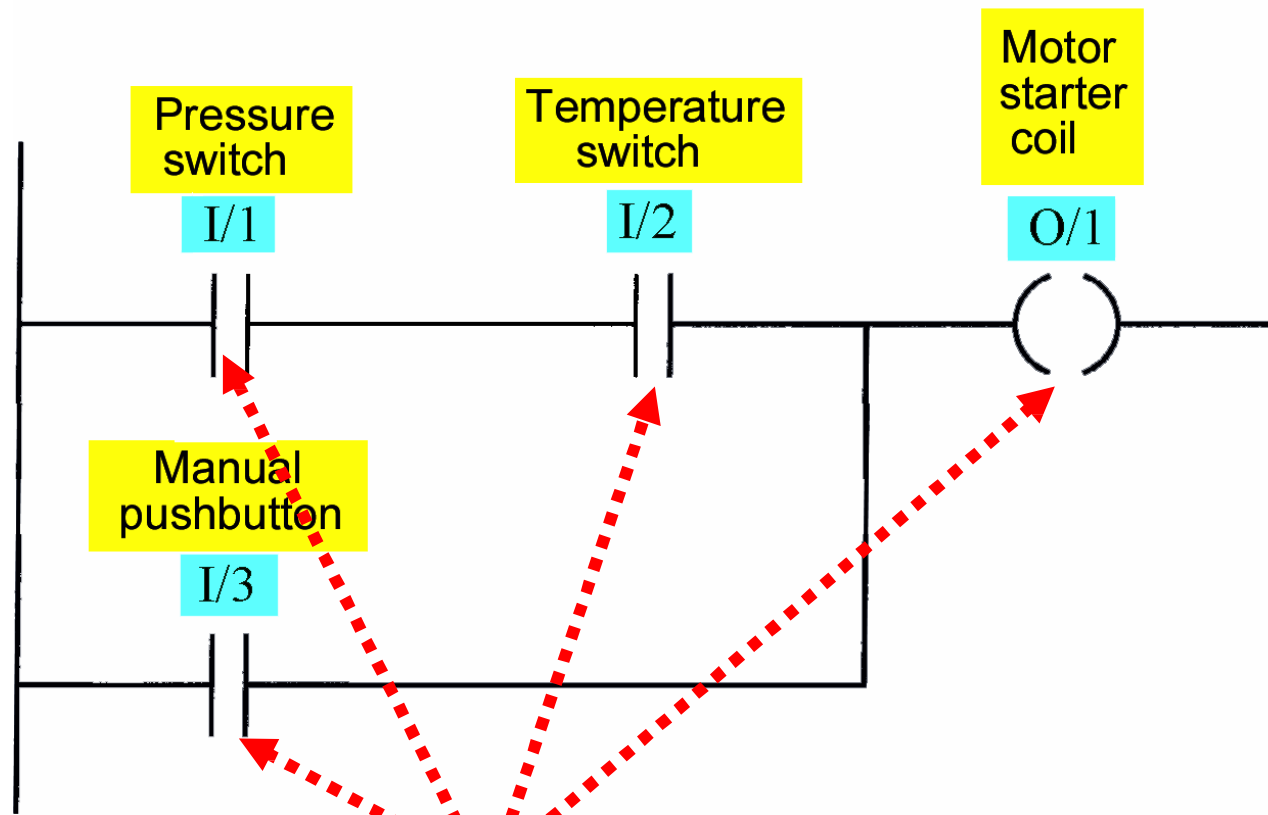 Pressure
switch
I/1
Temperature
switch
I/2
Motor
starter
coil
O/1
Manual
pushbutton
I/3